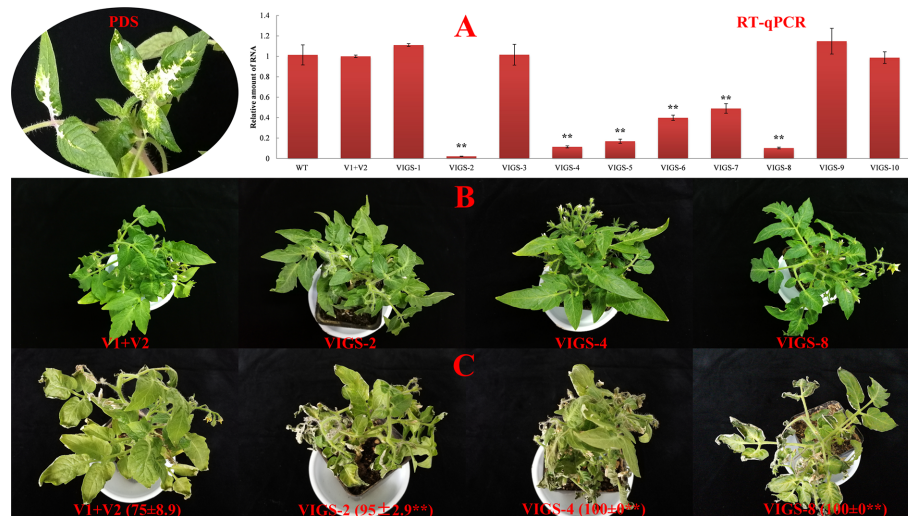 PDS
A
RT-qPCR
Relative amount of RNA
1.4
1.2
1
0.8
0.6
0.4
0.2
0
**
**
**
**
**
**
WT
V1+V2
VIGS-1
VIGS-2
VIGS-3
VIGS-4
VIGS-5
VIGS-6
VIGS-7
VIGS-8
VIGS-9
VIGS-10
B
V1+V2
VIGS-2
VIGS-4
VIGS-8
C
V1+V2 (75±8.9)
VIGS-2 (95±2.9**)
VIGS-4 (100±0**)
VIGS-8 (100±0**)